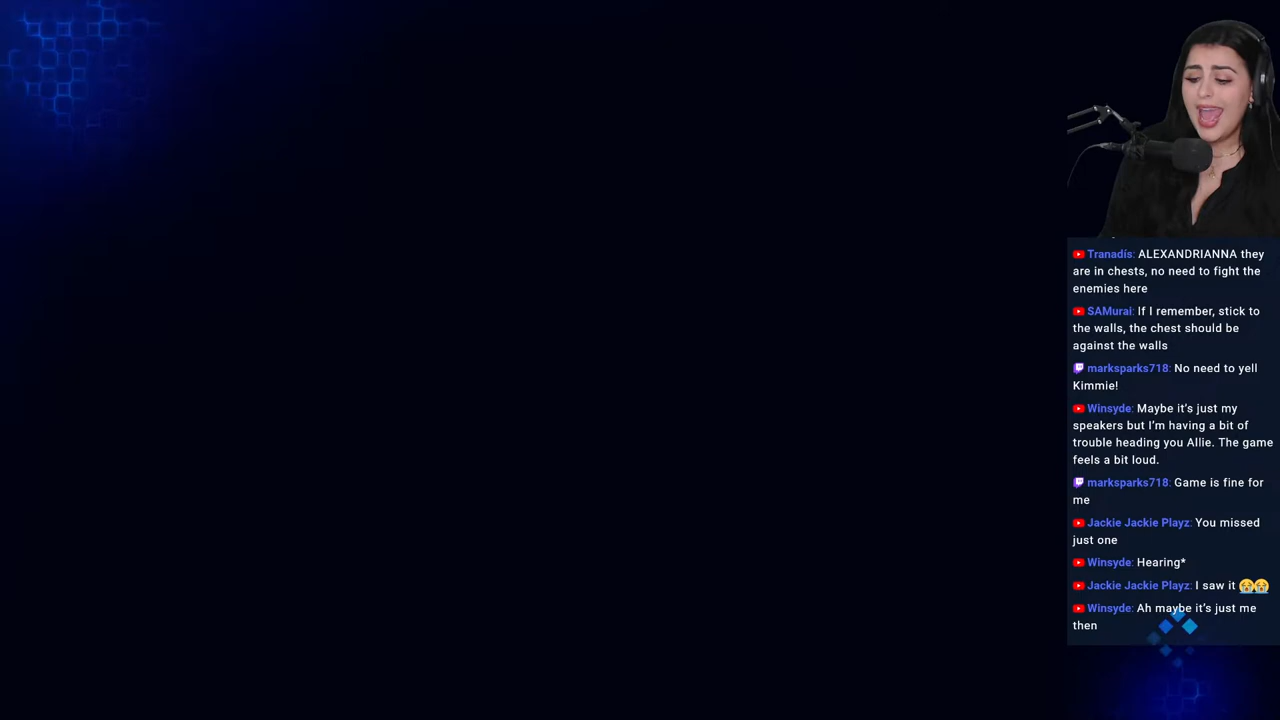 Tranadís: ALEXANDRIANNA they
are in chests, no need to fight the
enemies here
SAMurai: If I remember, stick to
the walls, the chest should be
against the walls
marksparks718: No need to yell
Kimmie!
Winsyde: Maybe it's just my
speakers but I'm having a bit of
trouble heading you Allie. The game
feels a bit loud.
marksparks718: Game is fine for
me
Jackie Jackie Playz: You missed
just one
Winsyde: Hearing*
Jackie Jackie Playz: I saw it 😭😭
Winsyde: Ah maybe it's just me
then